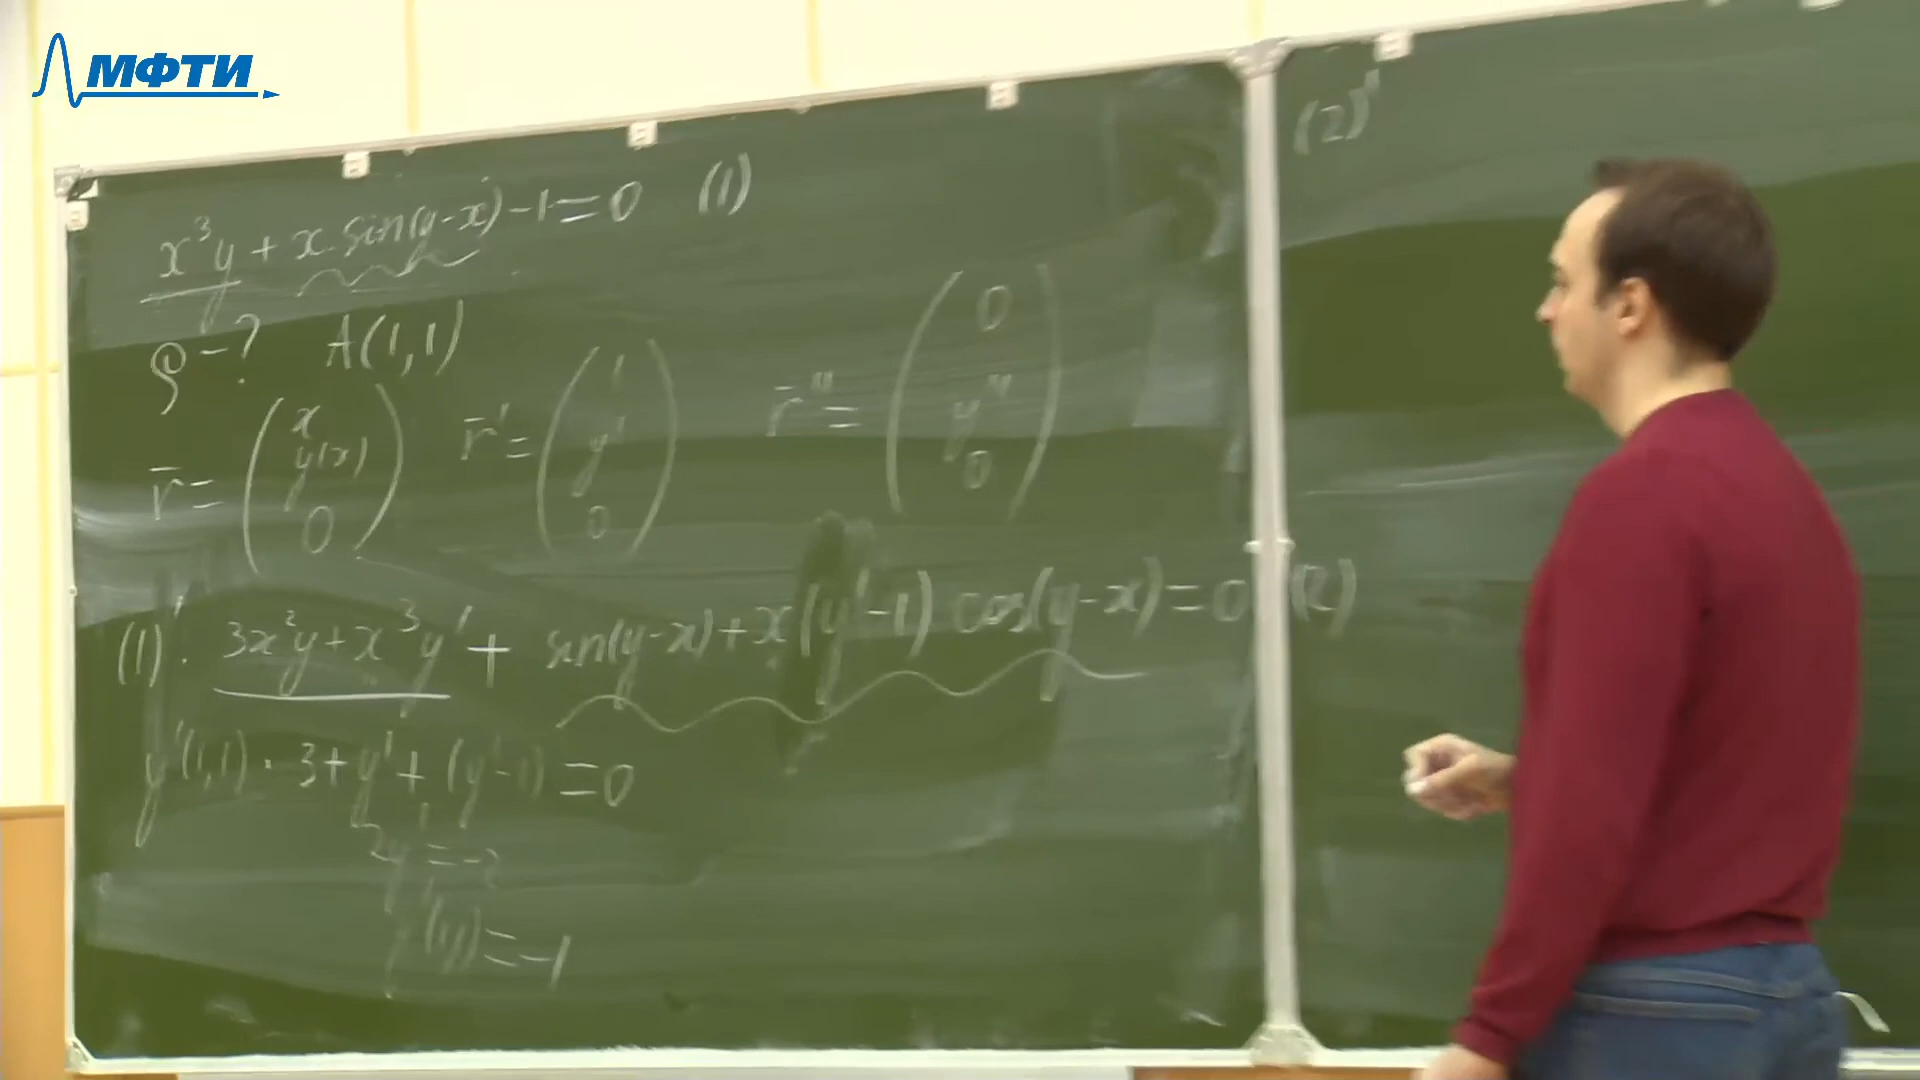 МФТИ
x³y + x·sin(y-x)-1=0 (1)
ρ-? A(1,1)
r̄ = (x y(x) 0) r̄' = (1 y' 0) r̄'' = (0 y'' 0)
(1)'. 3x²y+x³y' + sin(y-x)+x(y'-1) cos(y-x)=0 (2)
y'(1,1): 3+y'+(y'-1)=0
2y'=-2
y'(1)=-1
(2)'